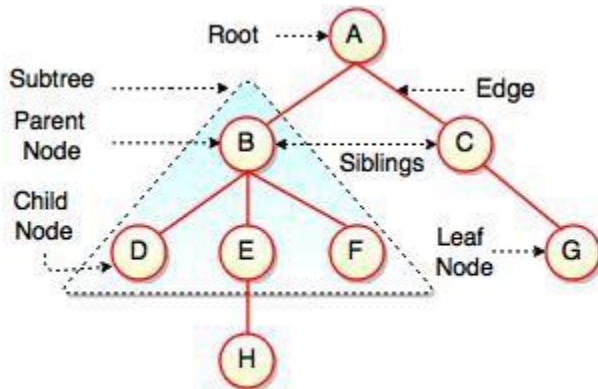 Root
A
Subtree
Edge
Parent
Node
B
C
Siblings
Child
Node
D
E
F
Leaf
Node
G
H